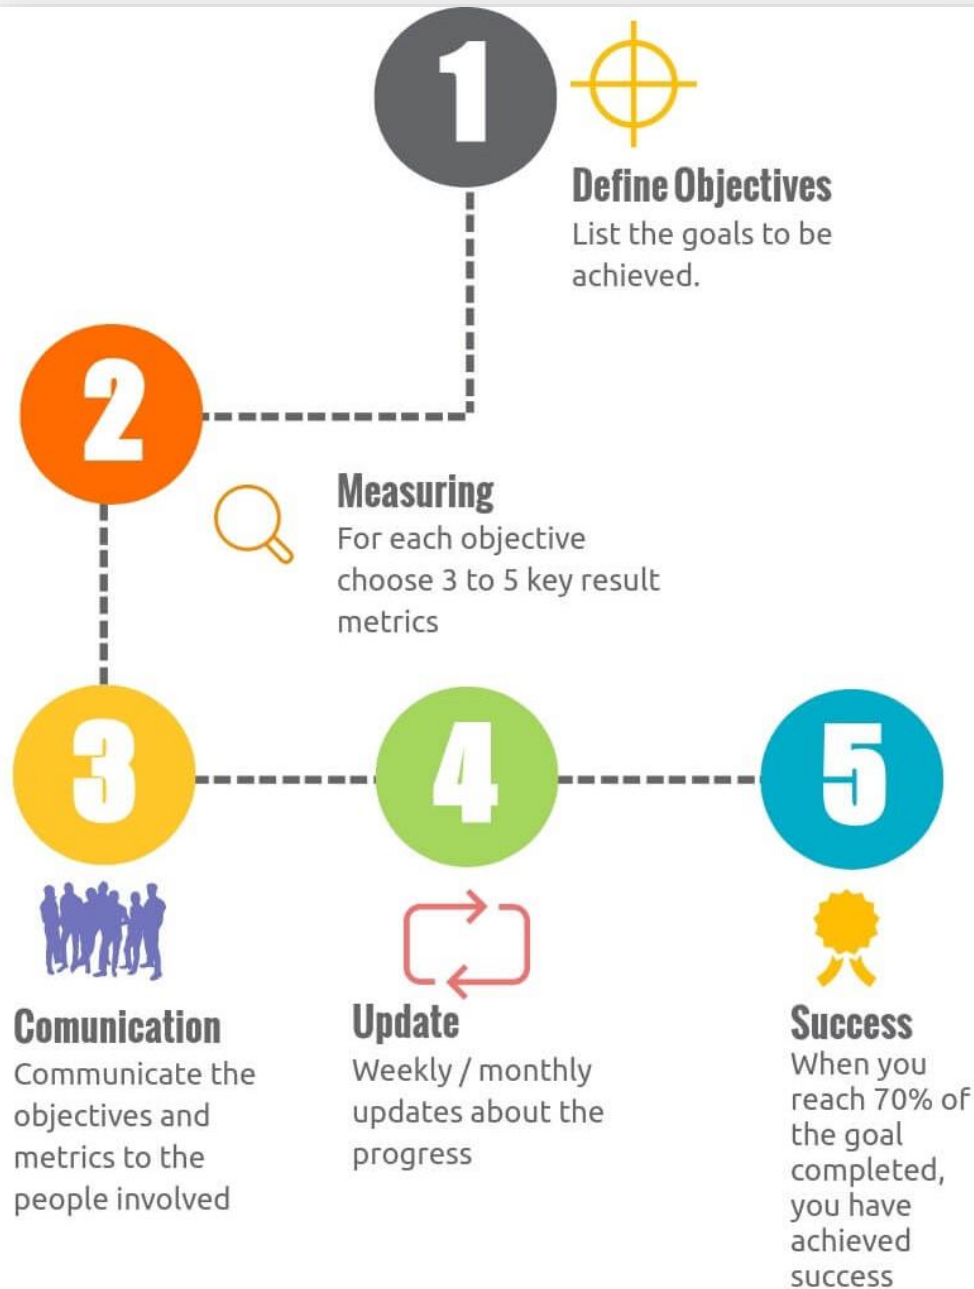 1
Define Objectives
List the goals to be
achieved.
2
Measuring
For each objective
choose 3 to 5 key result
metrics
3
Comunication
Communicate the
objectives and
metrics to the
people involved
4
Update
Weekly / monthly
updates about the
progress
5
Success
When you
reach 70% of
the goal
completed,
you have
achieved
success